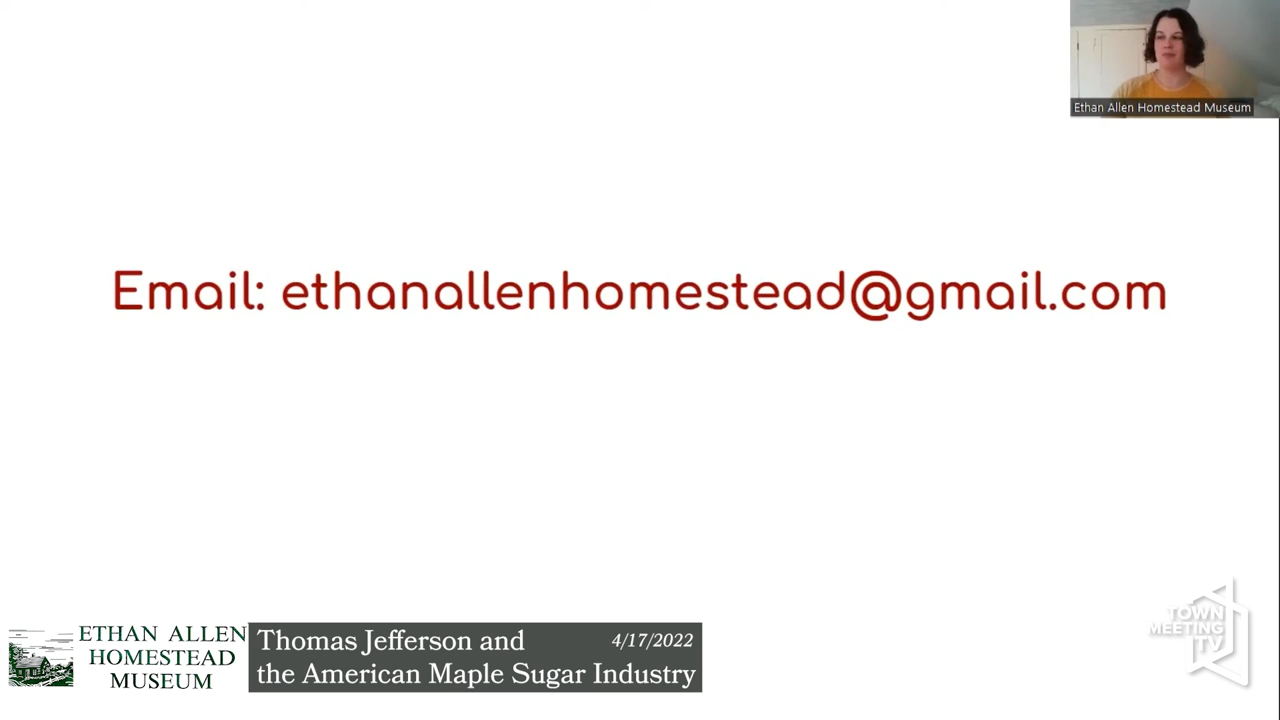 Ethan Allen Homestead Museum
Email: ethanallenhomestead@gmail.com
ETHAN ALLEN
HOMESTEAD
MUSEUM
Thomas Jefferson and
4/17/2022
the American Maple Sugar Industry
TOWN
MEETING
TV